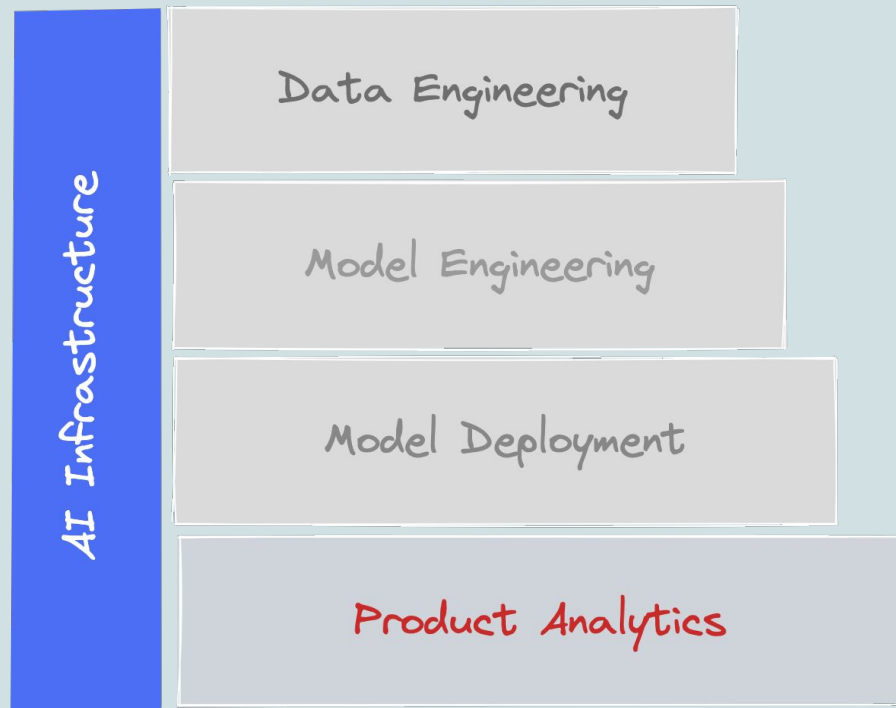 AI Infrastructure
Data Engineering
Model Engineering
Model Deployment
Product Analytics